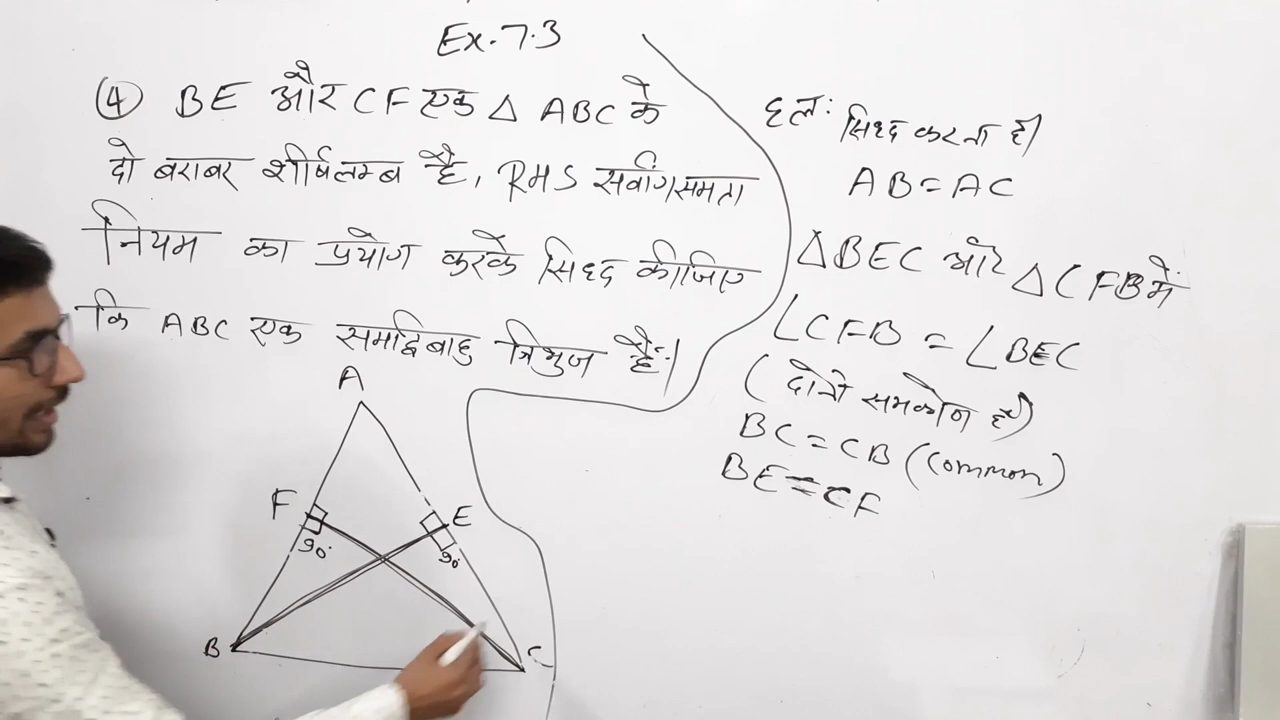 Ex. 7.3
④ BE और CF एक △ ABC के
दो बराबर शीर्षलम्ब है, RHS सर्वांगसमता
नियम का प्रयोग करके सिध्द कीजिए
कि ABC एक समद्विबाहु त्रिभुज है।
A
F
E
90°
90°
B
C
हल: सिध्द करना है।
AB = AC
△BEC और △CFB में
∠CFB = ∠BEC
(दोनो समकोण है)
BC = CB (Common)
BE = CF